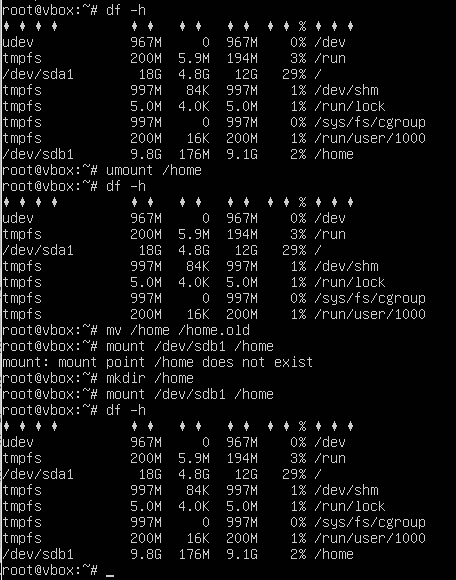 root@vbox:~# df -h
♦ ♦ ♦ ♦ ♦ ♦ ♦ ♦ ♦ ♦ % ♦ ♦ ♦
udev 967M 0 967M 0% /dev
tmpfs 200M 5.9M 194M 3% /run
/dev/sda1 18G 4.8G 12G 29% /
tmpfs 997M 84K 997M 1% /dev/shm
tmpfs 5.0M 4.0K 5.0M 1% /run/lock
tmpfs 997M 0 997M 0% /sys/fs/cgroup
tmpfs 200M 16K 200M 1% /run/user/1000
/dev/sdb1 9.8G 176M 9.1G 2% /home
root@vbox:~# umount /home
root@vbox:~# df -h
♦ ♦ ♦ ♦ ♦ ♦ ♦ ♦ ♦ ♦ % ♦ ♦ ♦
udev 967M 0 967M 0% /dev
tmpfs 200M 5.9M 194M 3% /run
/dev/sda1 18G 4.8G 12G 29% /
tmpfs 997M 84K 997M 1% /dev/shm
tmpfs 5.0M 4.0K 5.0M 1% /run/lock
tmpfs 997M 0 997M 0% /sys/fs/cgroup
tmpfs 200M 16K 200M 1% /run/user/1000
root@vbox:~# mv /home /home.old
root@vbox:~# mount /dev/sdb1 /home
mount: mount point /home does not exist
root@vbox:~# mkdir /home
root@vbox:~# mount /dev/sdb1 /home
root@vbox:~# df -h
♦ ♦ ♦ ♦ ♦ ♦ ♦ ♦ ♦ ♦ % ♦ ♦ ♦
udev 967M 0 967M 0% /dev
tmpfs 200M 5.9M 194M 3% /run
/dev/sda1 18G 4.8G 12G 29% /
tmpfs 997M 84K 997M 1% /dev/shm
tmpfs 5.0M 4.0K 5.0M 1% /run/lock
tmpfs 997M 0 997M 0% /sys/fs/cgroup
tmpfs 200M 16K 200M 1% /run/user/1000
/dev/sdb1 9.8G 176M 9.1G 2% /home
root@vbox:~# _